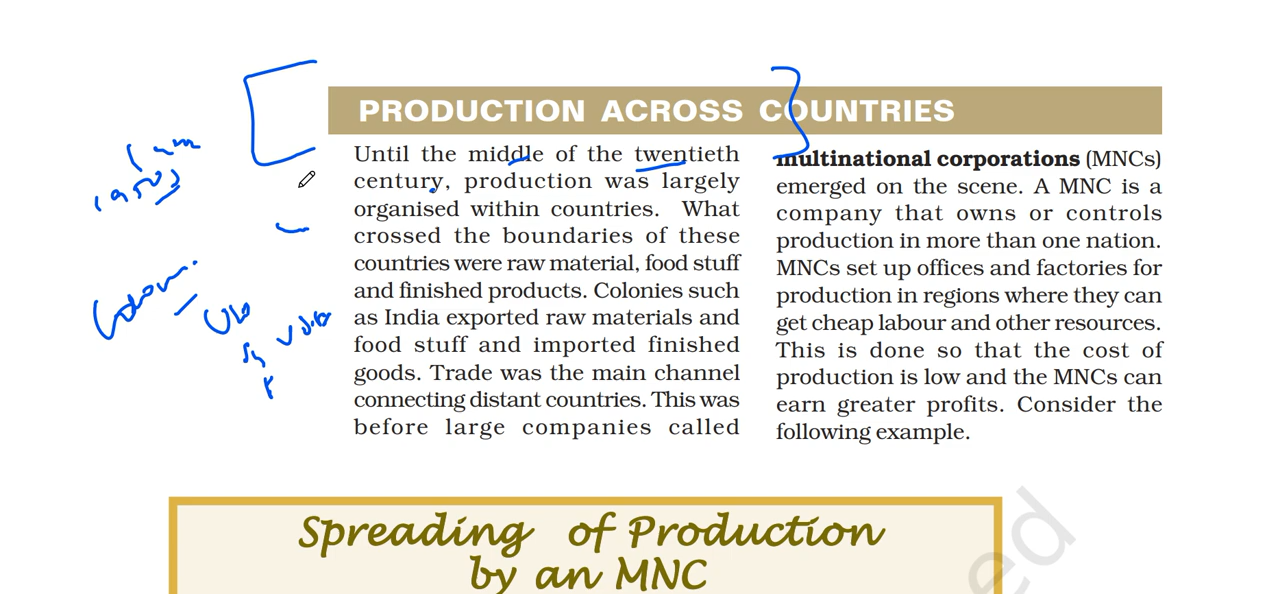 PRODUCTION ACROSS COUNTRIES
Until the middle of the twentieth
century, production was largely
organised within countries. What
crossed the boundaries of these
countries were raw material, food stuff
and finished products. Colonies such
as India exported raw materials and
food stuff and imported finished
goods. Trade was the main channel
connecting distant countries. This was
before large companies called
multinational corporations (MNCs)
emerged on the scene. A MNC is a
company that owns or controls
production in more than one nation.
MNCs set up offices and factories for
production in regions where they can
get cheap labour and other resources.
This is done so that the cost of
production is low and the MNCs can
earn greater profits. Consider the
following example.
Labour
Spreading of Production
by an MNC
ed